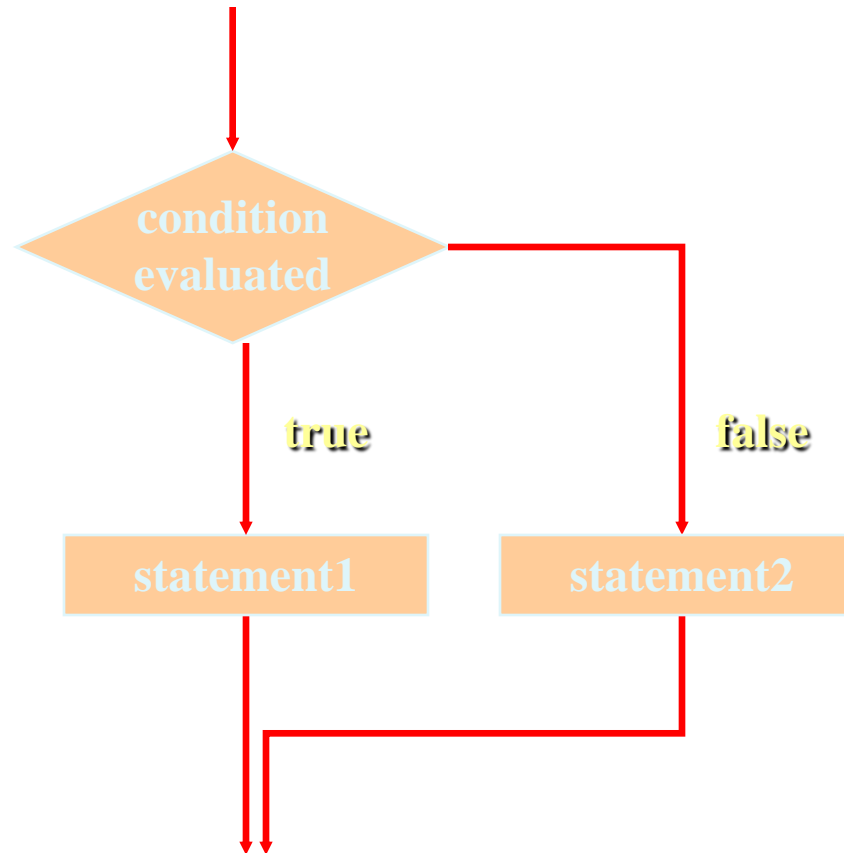 condition
evaluated
true
false
statement1
statement2